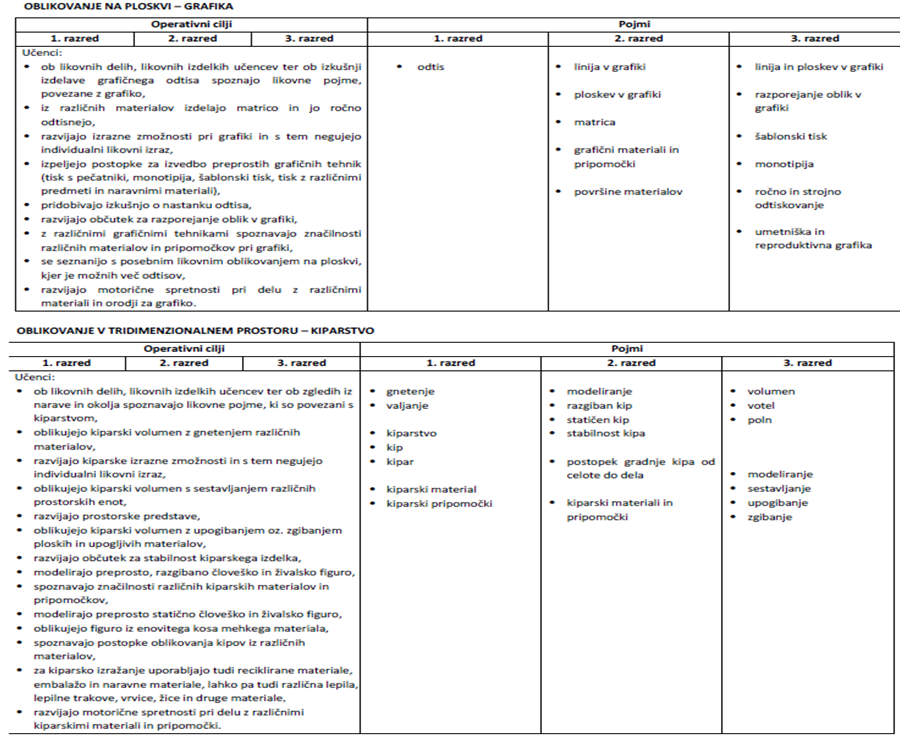 OBLIKOVANJE NA PLOSKVI – GRAFIKA
Operativni cilji
Pojmi
1. razred
2. razred
3. razred
1. razred
2. razred
3. razred
Učenci:
• ob likovnih delih, likovnih izdelkih učencev ter ob izkušnji
izdelave grafičnega odtisa spoznajo likovne pojme,
povezane z grafiko,
• iz različnih materialov izdelajo matrico in jo ročno
odtisnejo,
• razvijajo izrazne zmožnosti pri grafiki in s tem negujejo
individualni likovni izraz,
• izpeljejo postopke za izvedbo preprostih grafičnih tehnik
(tisk s pečatniki, monotipija, šablonski tisk, tisk z različnimi
predmeti in naravnimi materiali),
• pridobivajo izkušnjo o nastanku odtisa,
• razvijajo občutek za razporejanje oblik v grafiki,
• z različnimi grafičnimi tehnikami spoznavajo značilnosti
različnih materialov in pripomočkov pri grafiki,
• se seznanijo s posebnim likovnim oblikovanjem na ploskvi,
kjer je možnih več odtisov,
• razvijajo motorične spretnosti pri delu z različnimi
materiali in orodji za grafiko.
• odtis
• linija v grafiki
• ploskev v grafiki
• matrica
• grafični materiali in
pripomočki
• površine materialov
• linija in ploskev v grafiki
• razporejanje oblik v
grafiki
• šablonski tisk
• monotipija
• ročno in strojno
odtiskovanje
• umetniška in
reproduktivna grafika
OBLIKOVANJE V TRIDIMENZIONALNEM PROSTORU – KIPARSTVO
Operativni cilji
Pojmi
1. razred
2. razred
3. razred
1. razred
2. razred
3. razred
Učenci:
• ob likovnih delih, likovnih izdelkih učencev ter ob zgledih iz
narave in okolja spoznavajo likovne pojme, ki so povezani s
kiparstvom,
• oblikujejo kiparski volumen z gnetenjem različnih
materialov,
• razvijajo kiparske izrazne zmožnosti in s tem negujejo
individualni likovni izraz,
• oblikujejo kiparski volumen s sestavljanjem različnih
prostorskih enot,
• razvijajo prostorske predstave,
• oblikujejo kiparski volumen z upogibanjem oz. zgibanjem
ploskih in upogljivih materialov,
• razvijajo občutek za stabilnost kiparskega izdelka,
• modelirajo preprosto, razgibano človeško in živalsko figuro,
• spoznavajo značilnosti različnih kiparskih materialov in
pripomočkov,
• modelirajo preprosto statično človeško in živalsko figuro,
• oblikujejo figuro iz enovitega kosa mehkega materiala,
• spoznavajo postopke oblikovanja kipov iz različnih
materialov,
• za kiparsko izražanje uporabljajo tudi reciklirane materiale,
embalažo in naravne materiale, lahko pa tudi različna lepila,
lepilne trakove, vrvice, žice in druge materiale,
• razvijajo motorične spretnosti pri delu z različnimi
kiparskimi materiali in pripomočki.
• gnetenje
• valjanje
• kiparstvo
• kip
• kipar
• kiparski material
• kiparski pripomočki
• modeliranje
• razgiban kip
• statičen kip
• stabilnost kipa
• postopek gradnje kipa od
celote do dela
• kiparski materiali in
pripomočki
• volumen
• votel
• poln
• modeliranje
• sestavljanje
• upogibanje
• zgibanje